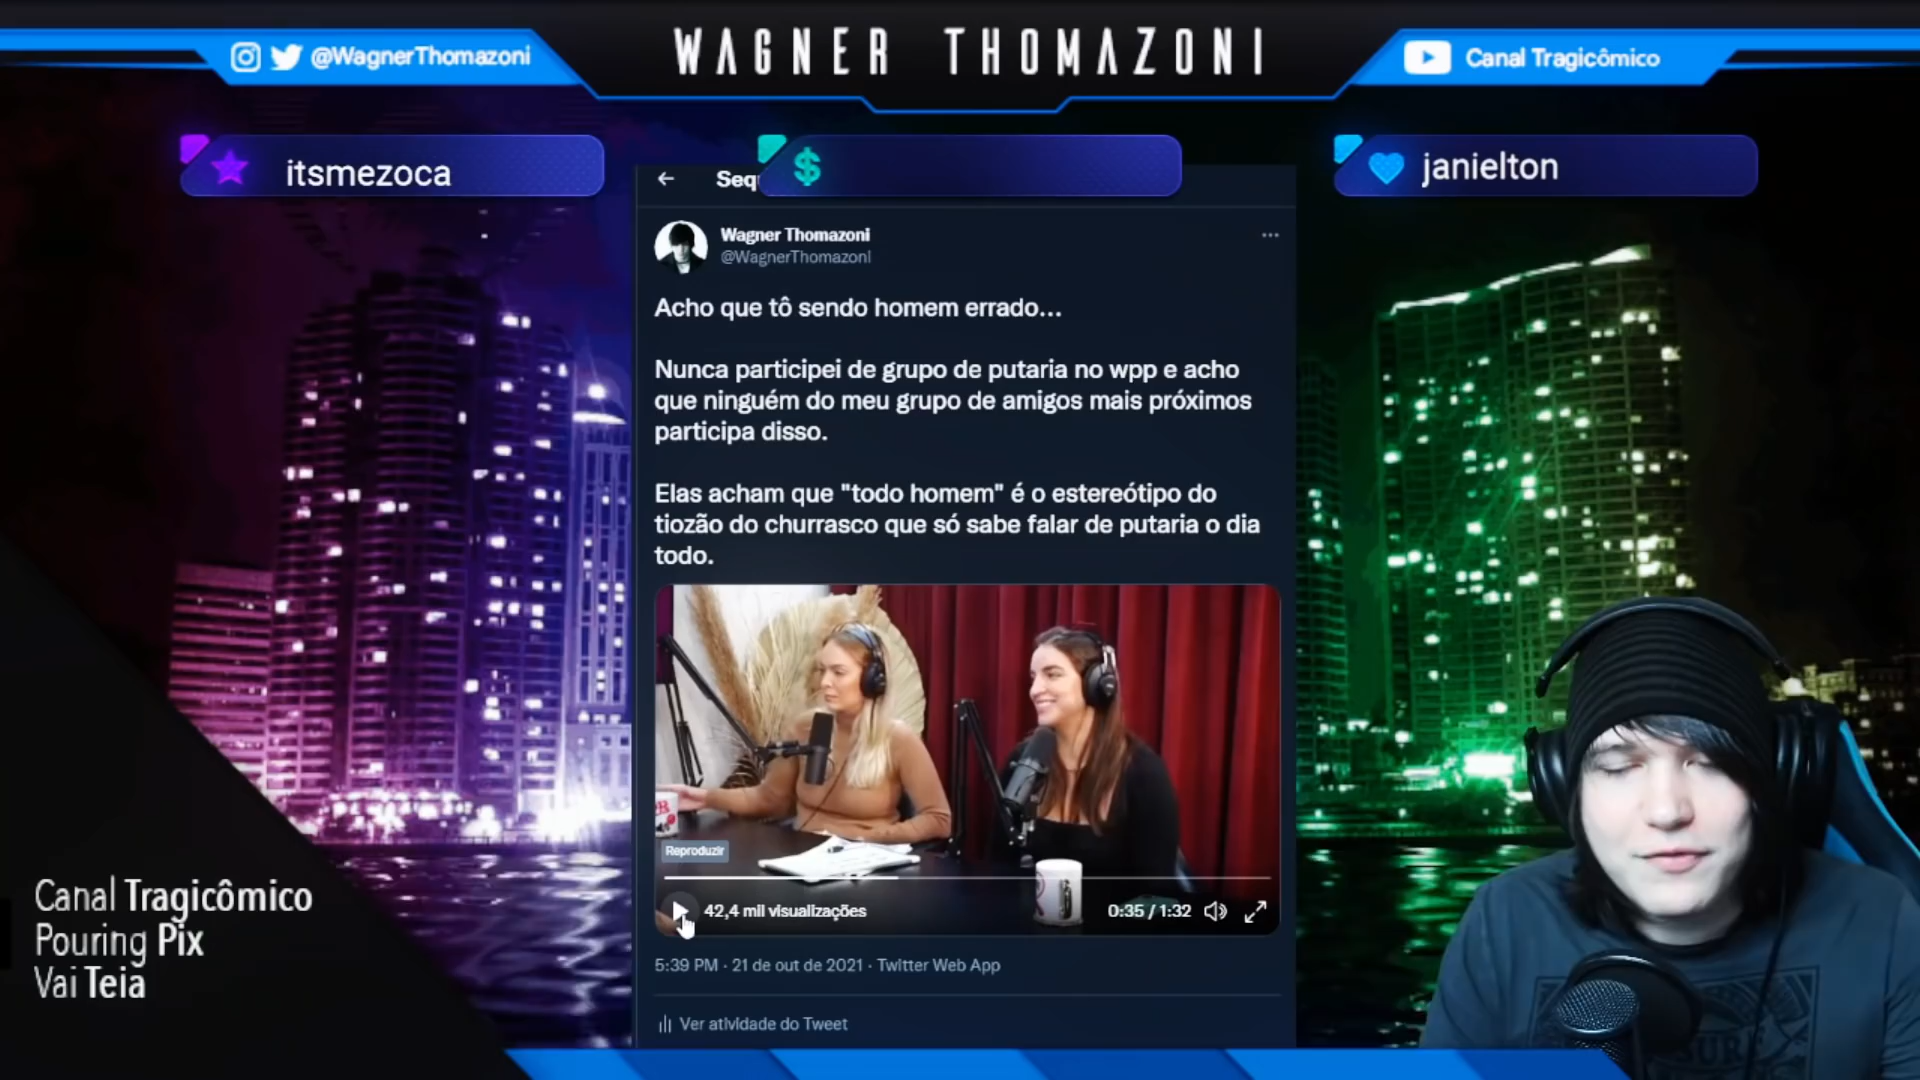 @WagnerThomazoni
WAGNER THOMAZONI
Canal Tragicômico
itsmezoca
$
janielton
Seq
Wagner Thomazoni
@WagnerThomazonI
Acho que tô sendo homem errado...
Nunca participei de grupo de putaria no wpp e acho
que ninguém do meu grupo de amigos mais próximos
participa disso.
Elas acham que "todo homem" é o estereótipo do
tiozão do churrasco que só sabe falar de putaria o dia
todo.
Reproduzir
42,4 mil visualizações
0:35 / 1:32
5:39 PM · 21 de out de 2021 · Twitter Web App
Ver atividade do Tweet
Canal Tragicômico
Pouring Pix
Vai Teia